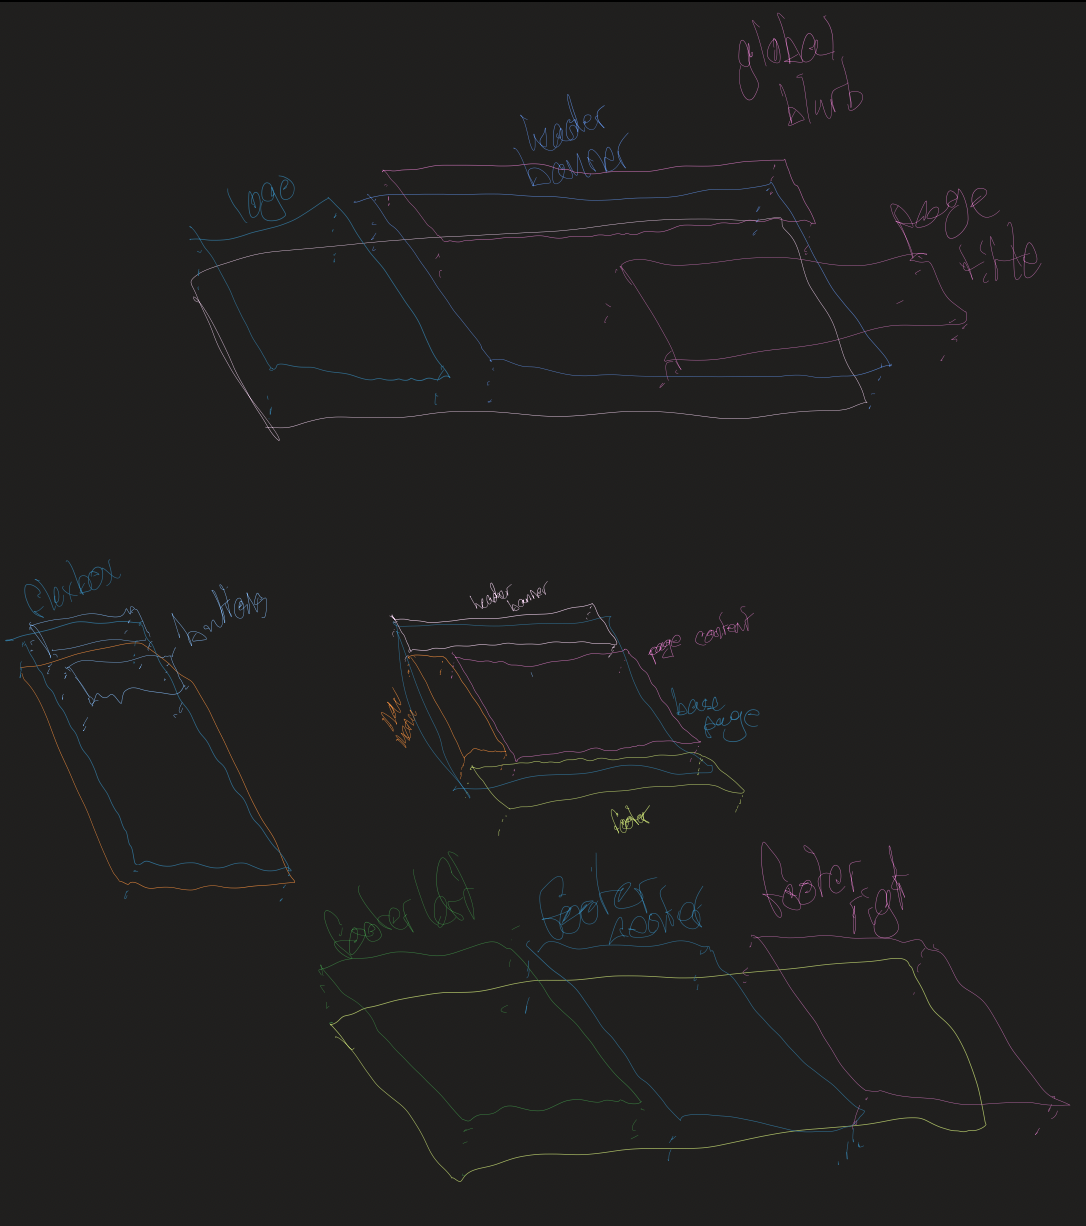 global
blurb
header
banner
logo
page
title
flexbox
buttons
header
banner
page content
nav
menu
base
page
footer
footer left
footer
center
footer
right